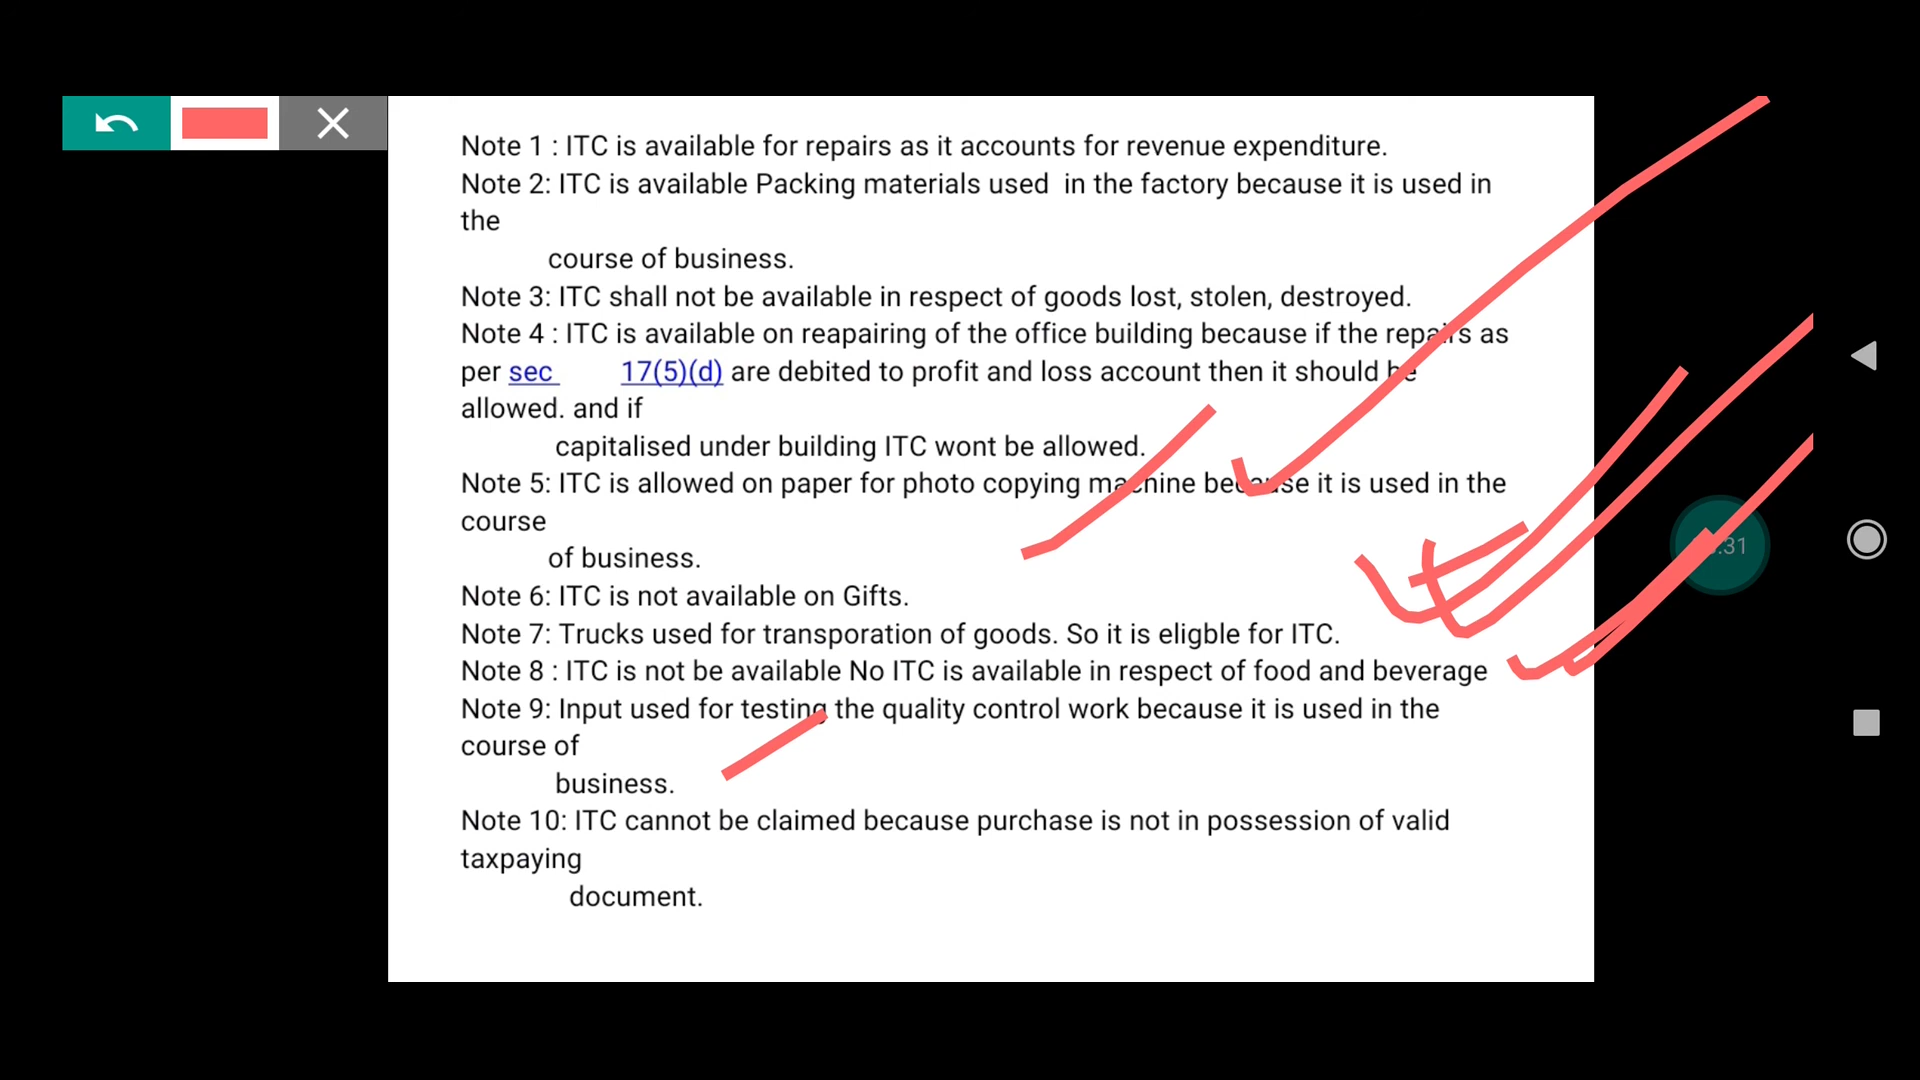 Note 1 : ITC is available for repairs as it accounts for revenue expenditure.
Note 2: ITC is available Packing materials used  in the factory because it is used in
the
course of business.
Note 3: ITC shall not be available in respect of goods lost, stolen, destroyed.
Note 4 : ITC is available on reapairing of the office building because if the repairs as
per sec 17(5)(d) are debited to profit and loss account then it should be
allowed. and if
capitalised under building ITC wont be allowed.
Note 5: ITC is allowed on paper for photo copying machine because it is used in the
course
of business.
Note 6: ITC is not available on Gifts.
Note 7: Trucks used for transporation of goods. So it is eligble for ITC.
Note 8 : ITC is not be available No ITC is available in respect of food and beverage
Note 9: Input used for testing the quality control work because it is used in the
course of
business.
Note 10: ITC cannot be claimed because purchase is not in possession of valid
taxpaying
document.